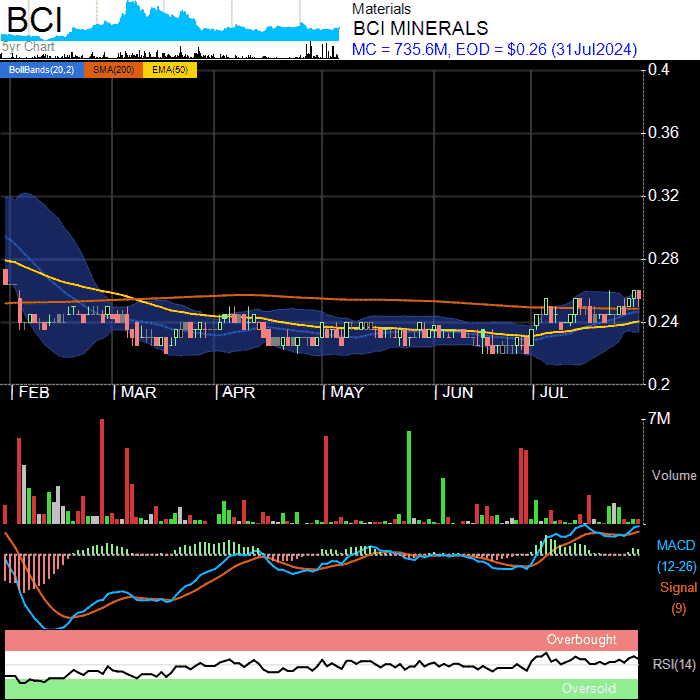 BCI
5yr Chart
Materials
BCI MINERALS
MC = 735.6M, EOD = $0.26 (31Jul2024)
BollBands(20,2) SMA(200) EMA(50)
0.4
0.36
0.32
0.28
0.24
0.2
FEB MAR APR MAY JUN JUL
7M
Volume
MACD
(12-26)
Signal
(9)
Overbought
RSI(14)
Oversold